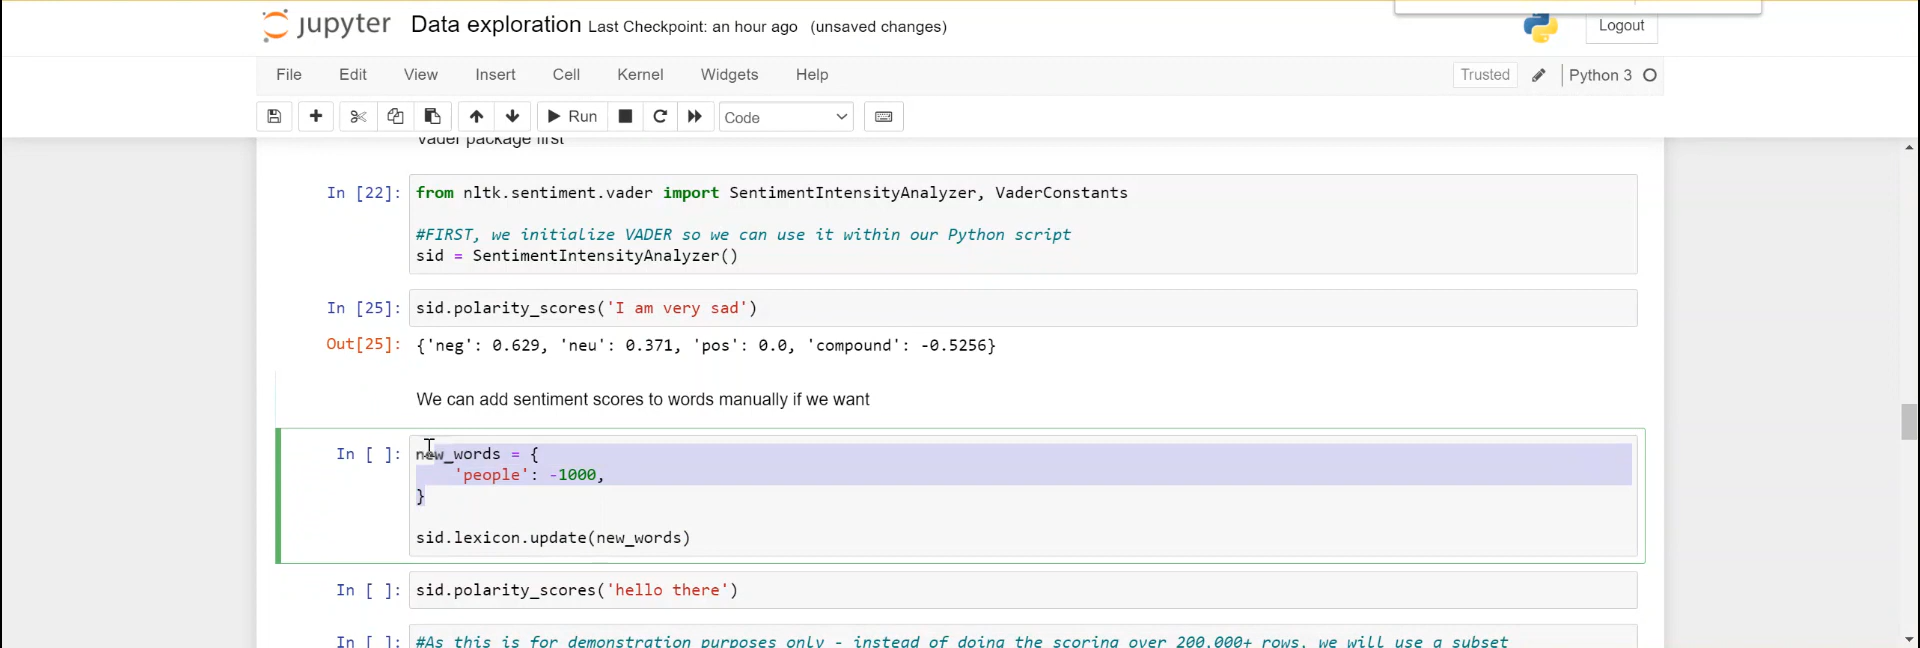 jupyter Data exploration Last Checkpoint: an hour ago (unsaved changes)
Logout
File Edit View Insert Cell Kernel Widgets Help
Trusted Python 3
Run Code
Vader package first
In [22]: from nltk.sentiment.vader import SentimentIntensityAnalyzer, VaderConstants
#FIRST, we initialize VADER so we can use it within our Python script
sid = SentimentIntensityAnalyzer()
In [25]: sid.polarity_scores('I am very sad')
Out[25]: {'neg': 0.629, 'neu': 0.371, 'pos': 0.0, 'compound': -0.5256}
We can add sentiment scores to words manually if we want
In [ ]: new_words = {
'people': -1000,
}
sid.lexicon.update(new_words)
In [ ]: sid.polarity_scores('hello there')
In [ ]: #As this is for demonstration purposes only - instead of doing the scoring over 200.000+ rows, we will use a subset